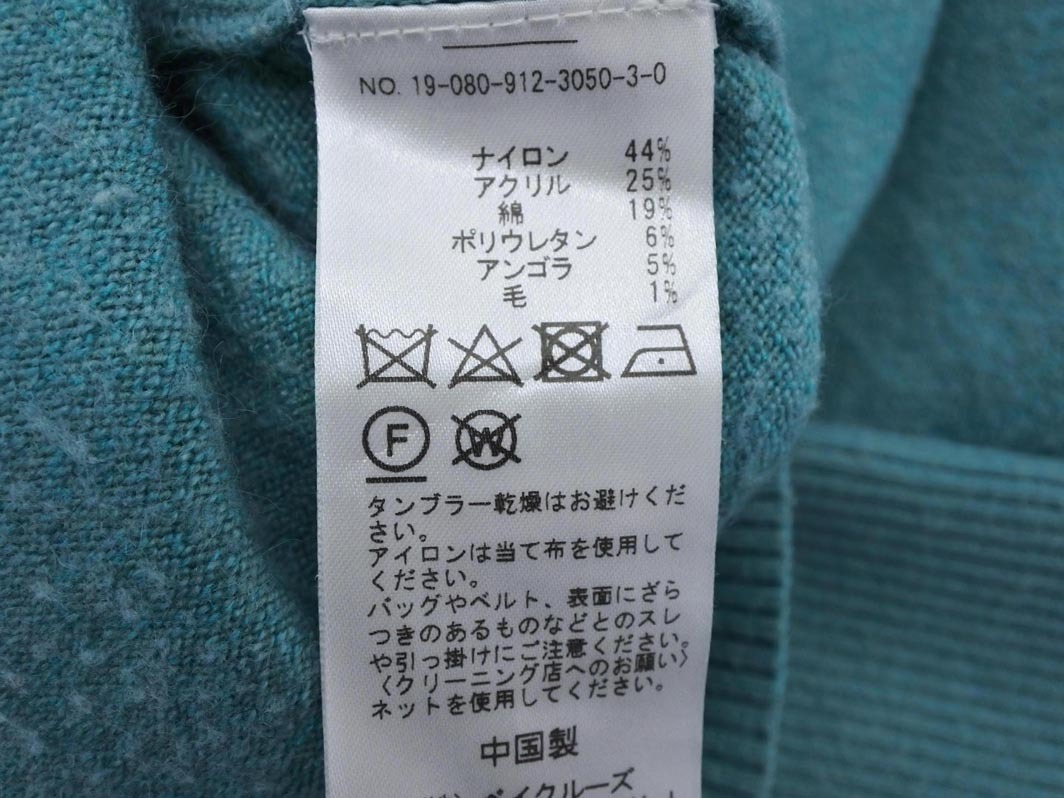 NO. 19-080-912-3050-3-0
ナイロン 44%
アクリル 25%
綿 19%
ポリウレタン 6%
アンゴラ 5%
毛 1%
F W
タンブラー乾燥はお避けくだ
さい。
アイロンは当て布を使用して
ください。
バッグやベルト、表面にざら
つきのあるものなどとのスレ
や引っ掛けにご注意ください。
〈クリーニング店へのお願い〉
ネットを使用してください。
中国製
ベイクルーズ